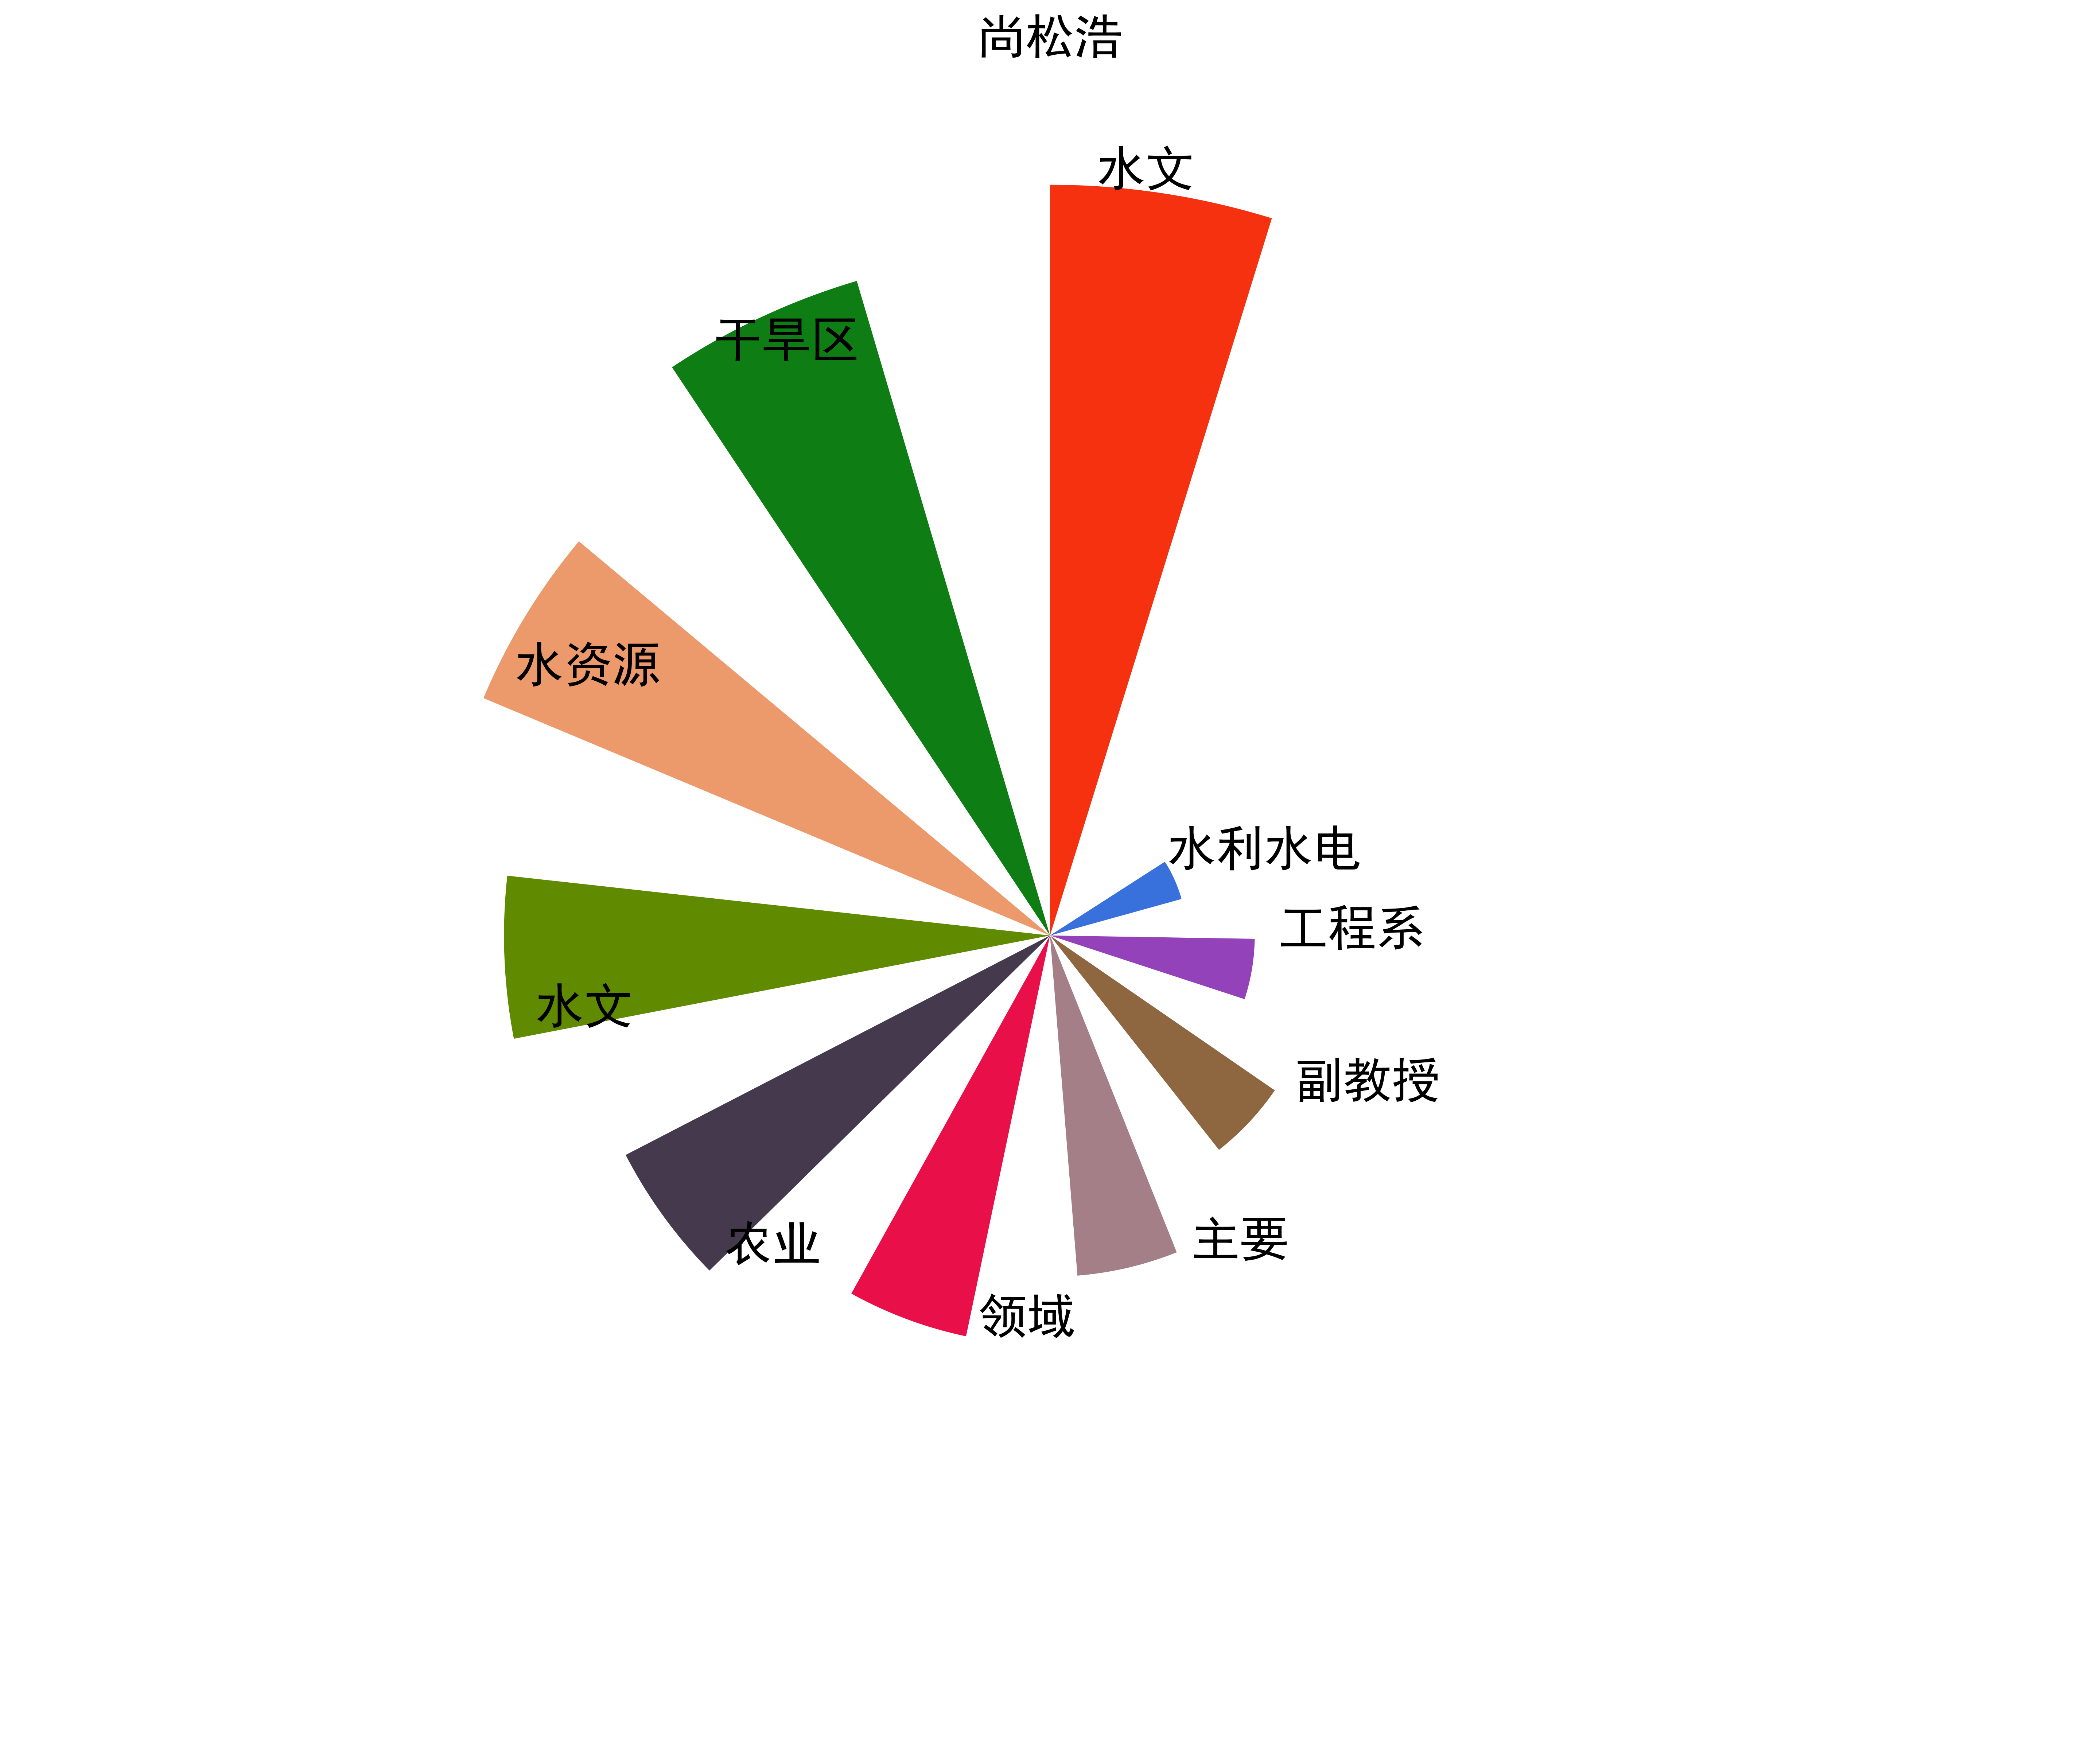 尚松浩
水文
干旱区
水资源
水利水电
工程系
水文
副教授
主要
农业
领域